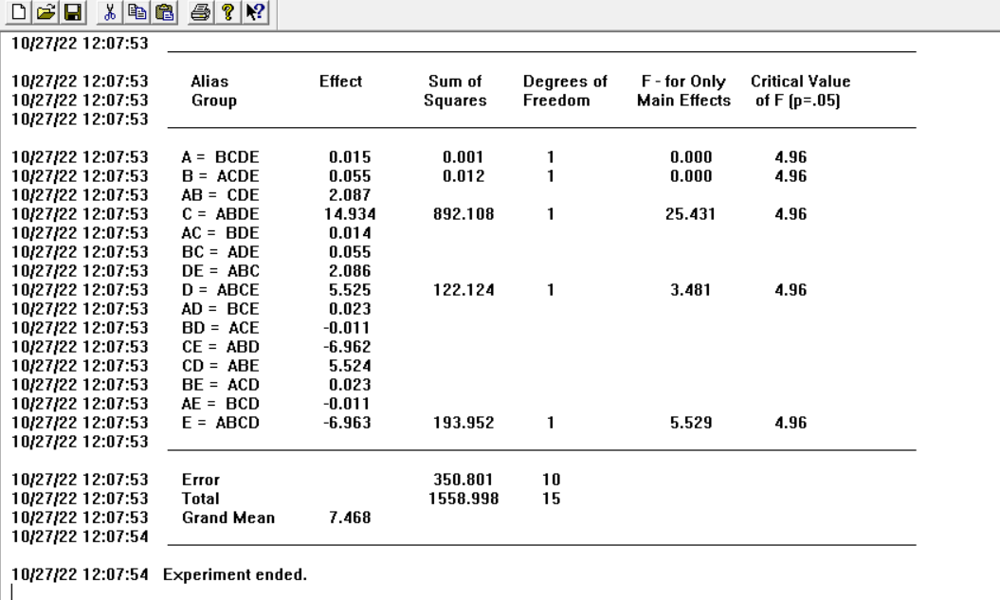 10/27/22 12:07:53
10/27/22 12:07:53 Alias Effect Sum of Degrees of F - for Only Critical Value
10/27/22 12:07:53 Group Squares Freedom Main Effects of F (p=.05)
10/27/22 12:07:53
10/27/22 12:07:53 A = BCDE 0.015 0.001 1 0.000 4.96
10/27/22 12:07:53 B = ACDE 0.055 0.012 1 0.000 4.96
10/27/22 12:07:53 AB = CDE 2.087
10/27/22 12:07:53 C = ABDE 14.934 892.108 1 25.431 4.96
10/27/22 12:07:53 AC = BDE 0.014
10/27/22 12:07:53 BC = ADE 0.055
10/27/22 12:07:53 DE = ABC 2.086
10/27/22 12:07:53 D = ABCE 5.525 122.124 1 3.481 4.96
10/27/22 12:07:53 AD = BCE 0.023
10/27/22 12:07:53 BD = ACE -0.011
10/27/22 12:07:53 CE = ABD -6.962
10/27/22 12:07:53 CD = ABE 5.524
10/27/22 12:07:53 BE = ACD 0.023
10/27/22 12:07:53 AE = BCD -0.011
10/27/22 12:07:53 E = ABCD -6.963 193.952 1 5.529 4.96
10/27/22 12:07:53
10/27/22 12:07:53 Error 350.801 10
10/27/22 12:07:53 Total 1558.998 15
10/27/22 12:07:53 Grand Mean 7.468
10/27/22 12:07:54
10/27/22 12:07:54 Experiment ended.